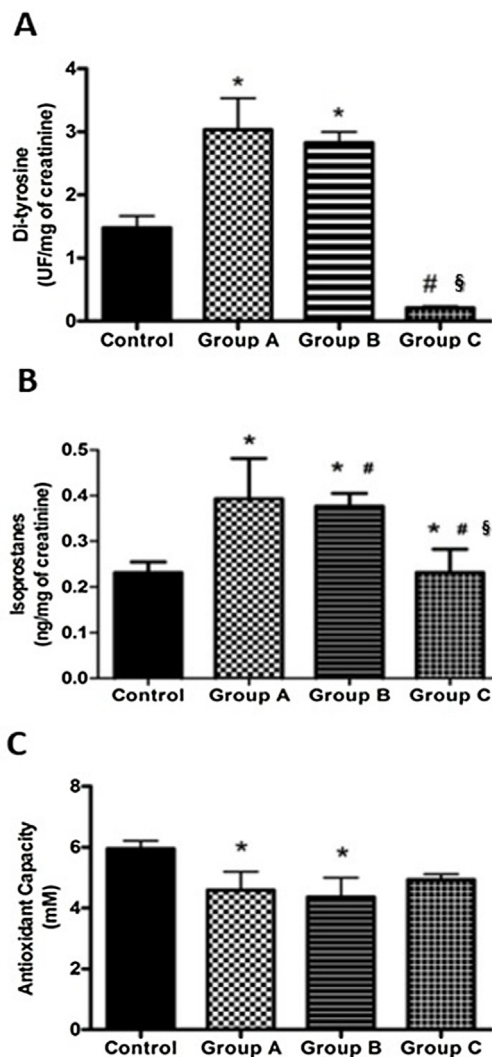 A
Di-tyrosine
(UF/mg of creatinine)
4
3
2
1
0
*
*
# §
Control Group A Group B Group C
B
Isoprostanes
(ng/mg of creatinine)
0.5
0.4
0.3
0.2
0.1
0.0
*
* #
* # §
Control Group A Group B Group C
C
Antioxidant Capacity
(mM)
8
6
4
2
0
*
*
Control Group A Group B Group C